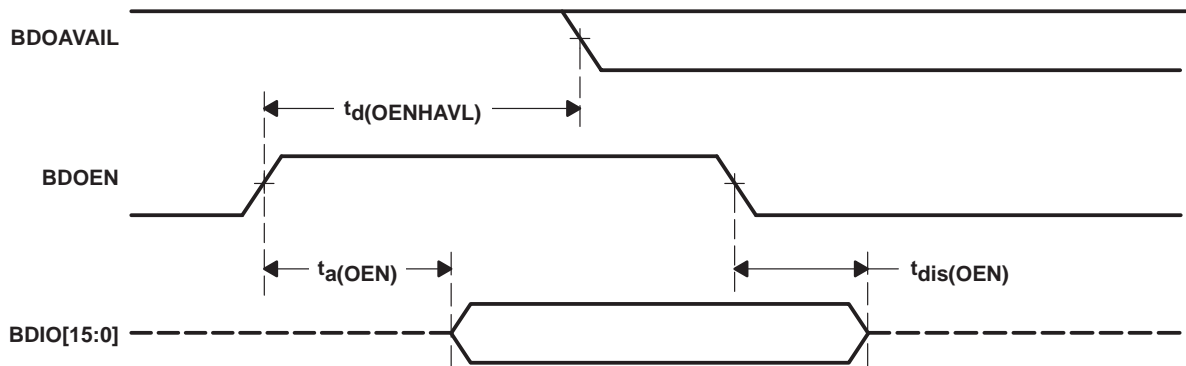 BDOAVAIL
td(OENHAVL)
BDOEN
ta(OEN)
tdis(OEN)
BDIO[15:0]